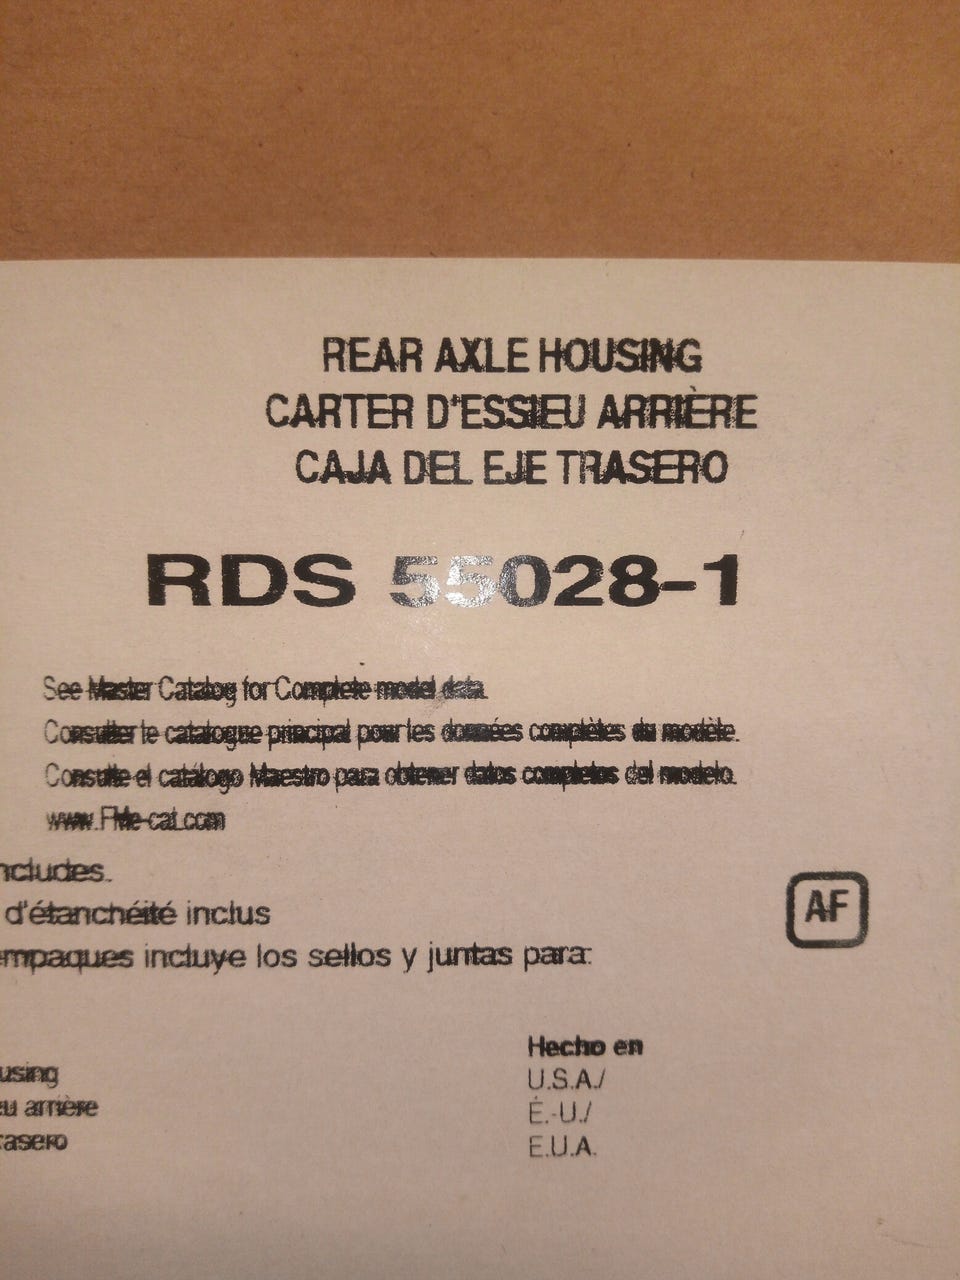 REAR AXLE HOUSING
CARTER D'ESSIEU ARRIÈRE
CAJA DEL EJE TRASERO
RDS 55028-1
See Master Catalog for Complete model data.
Consulter le catalogue principal pour les données complètes du modèle.
Consulte el catálogo Maestro para obtener datos completos del modelo.
www.FMe-cat.com
ncludes.
d'étanchéité inclus
mpaques incluye los sellos y juntas para:
AF
Hecho en
using
U.S.A./
u arrière
É.-U./
rasero
E.U.A.